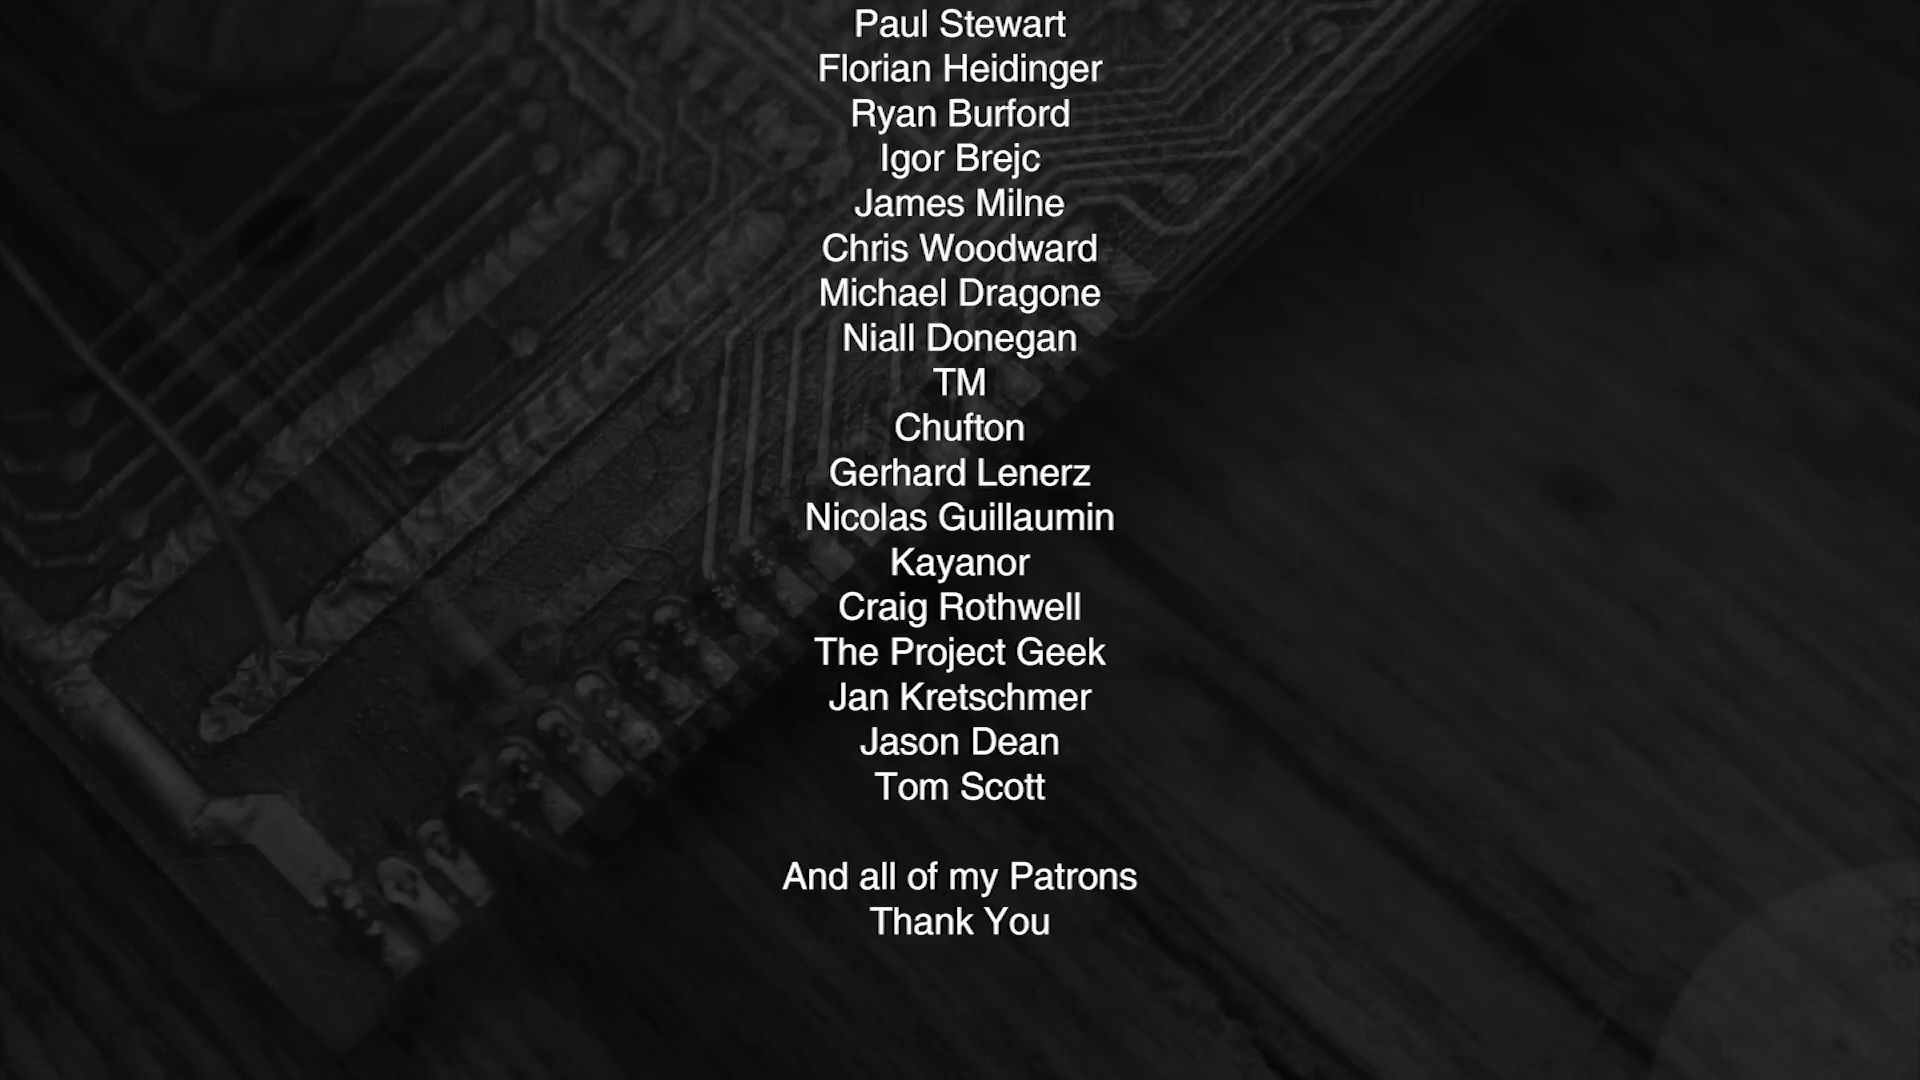 Paul Stewart
Florian Heidinger
Ryan Burford
Igor Brejc
James Milne
Chris Woodward
Michael Dragone
Niall Donegan
TM
Chufton
Gerhard Lenerz
Nicolas Guillaumin
Kayanor
Craig Rothwell
The Project Geek
Jan Kretschmer
Jason Dean
Tom Scott
And all of my Patrons
Thank You